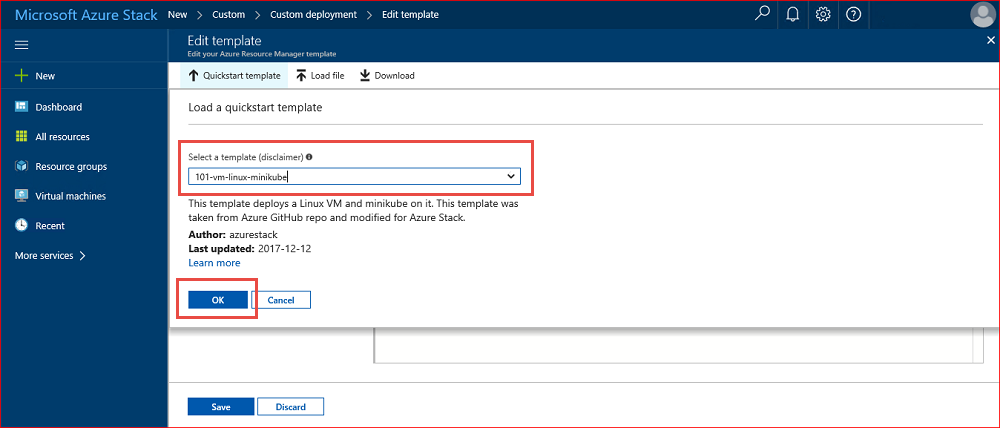 Microsoft Azure Stack New > Custom > Custom deployment > Edit template
Edit template
Edit your Azure Resource Manager template
New
Dashboard
All resources
Resource groups
Virtual machines
Recent
More services >
Quickstart template Load file Download
Load a quickstart template
Select a template (disclaimer)
101-vm-linux-minikube
This template deploys a Linux VM and minikube on it. This template was
taken from Azure GitHub repo and modified for Azure Stack.
Author: azurestack
Last updated: 2017-12-12
Learn more
OK Cancel
Save Discard